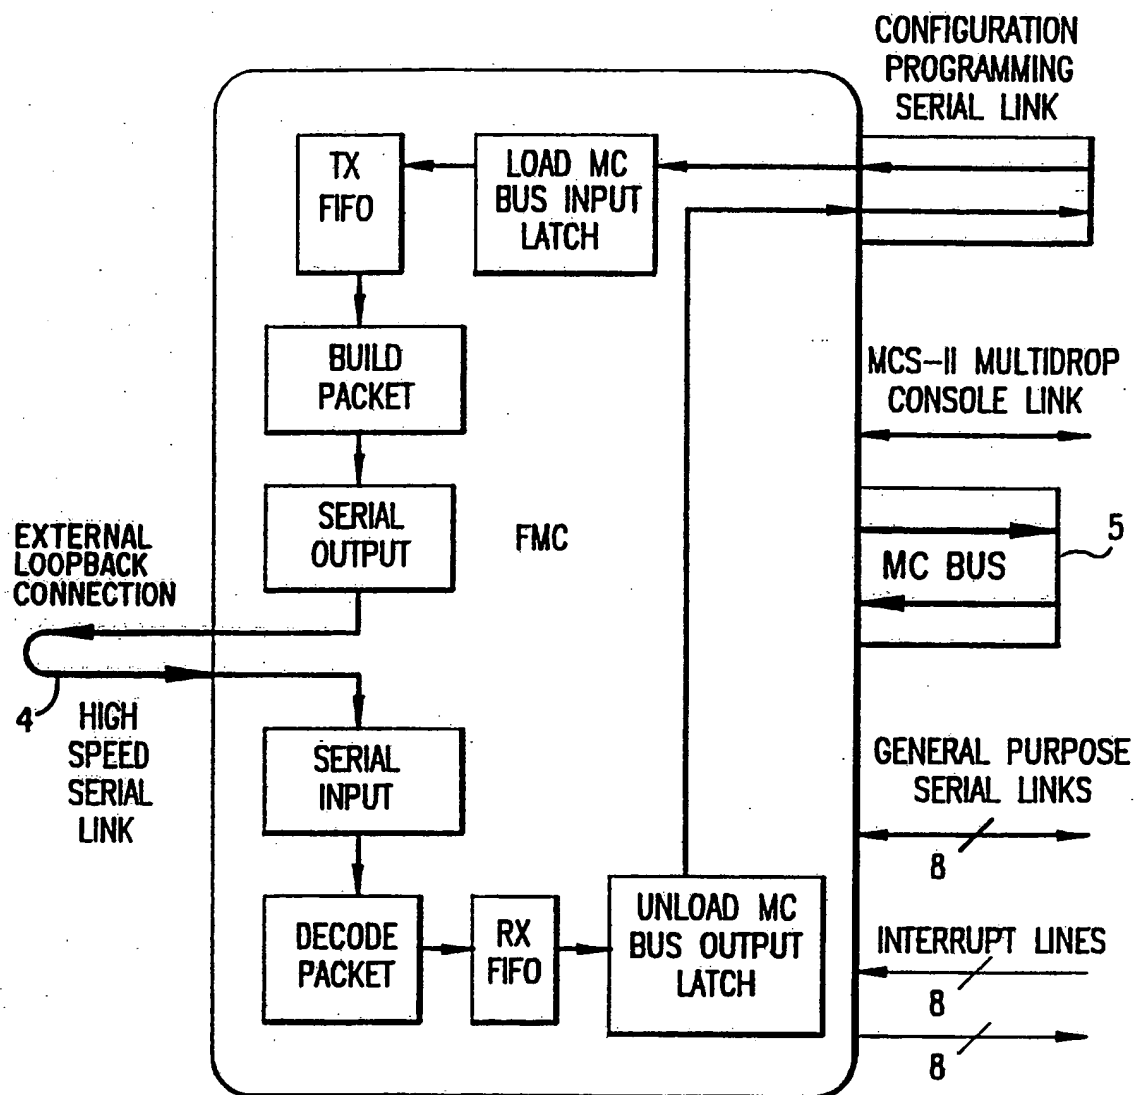 CONFIGURATION
PROGRAMMING
SERIAL LINK
TX
FIFO
LOAD MC
BUS INPUT
LATCH
BUILD
PACKET
MCS-II MULTIDROP
CONSOLE LINK
SERIAL
OUTPUT
FMC
EXTERNAL
LOOPBACK
CONNECTION
5
MC BUS
4
HIGH
SPEED
SERIAL
LINK
SERIAL
INPUT
GENERAL PURPOSE
SERIAL LINKS
8
DECODE
PACKET
RX
FIFO
UNLOAD MC
BUS OUTPUT
LATCH
INTERRUPT LINES
8
8